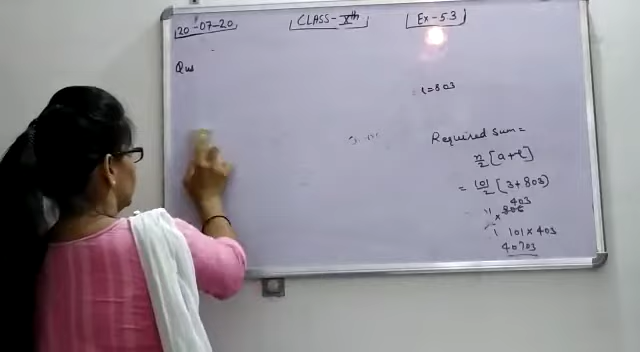 20-07-20 CLASS-Xth Ex-5.3
Qus
l=803
Required sum=
n/2 [a+l]
= 101/2 [3+803]
403
× 806
101×403
40703